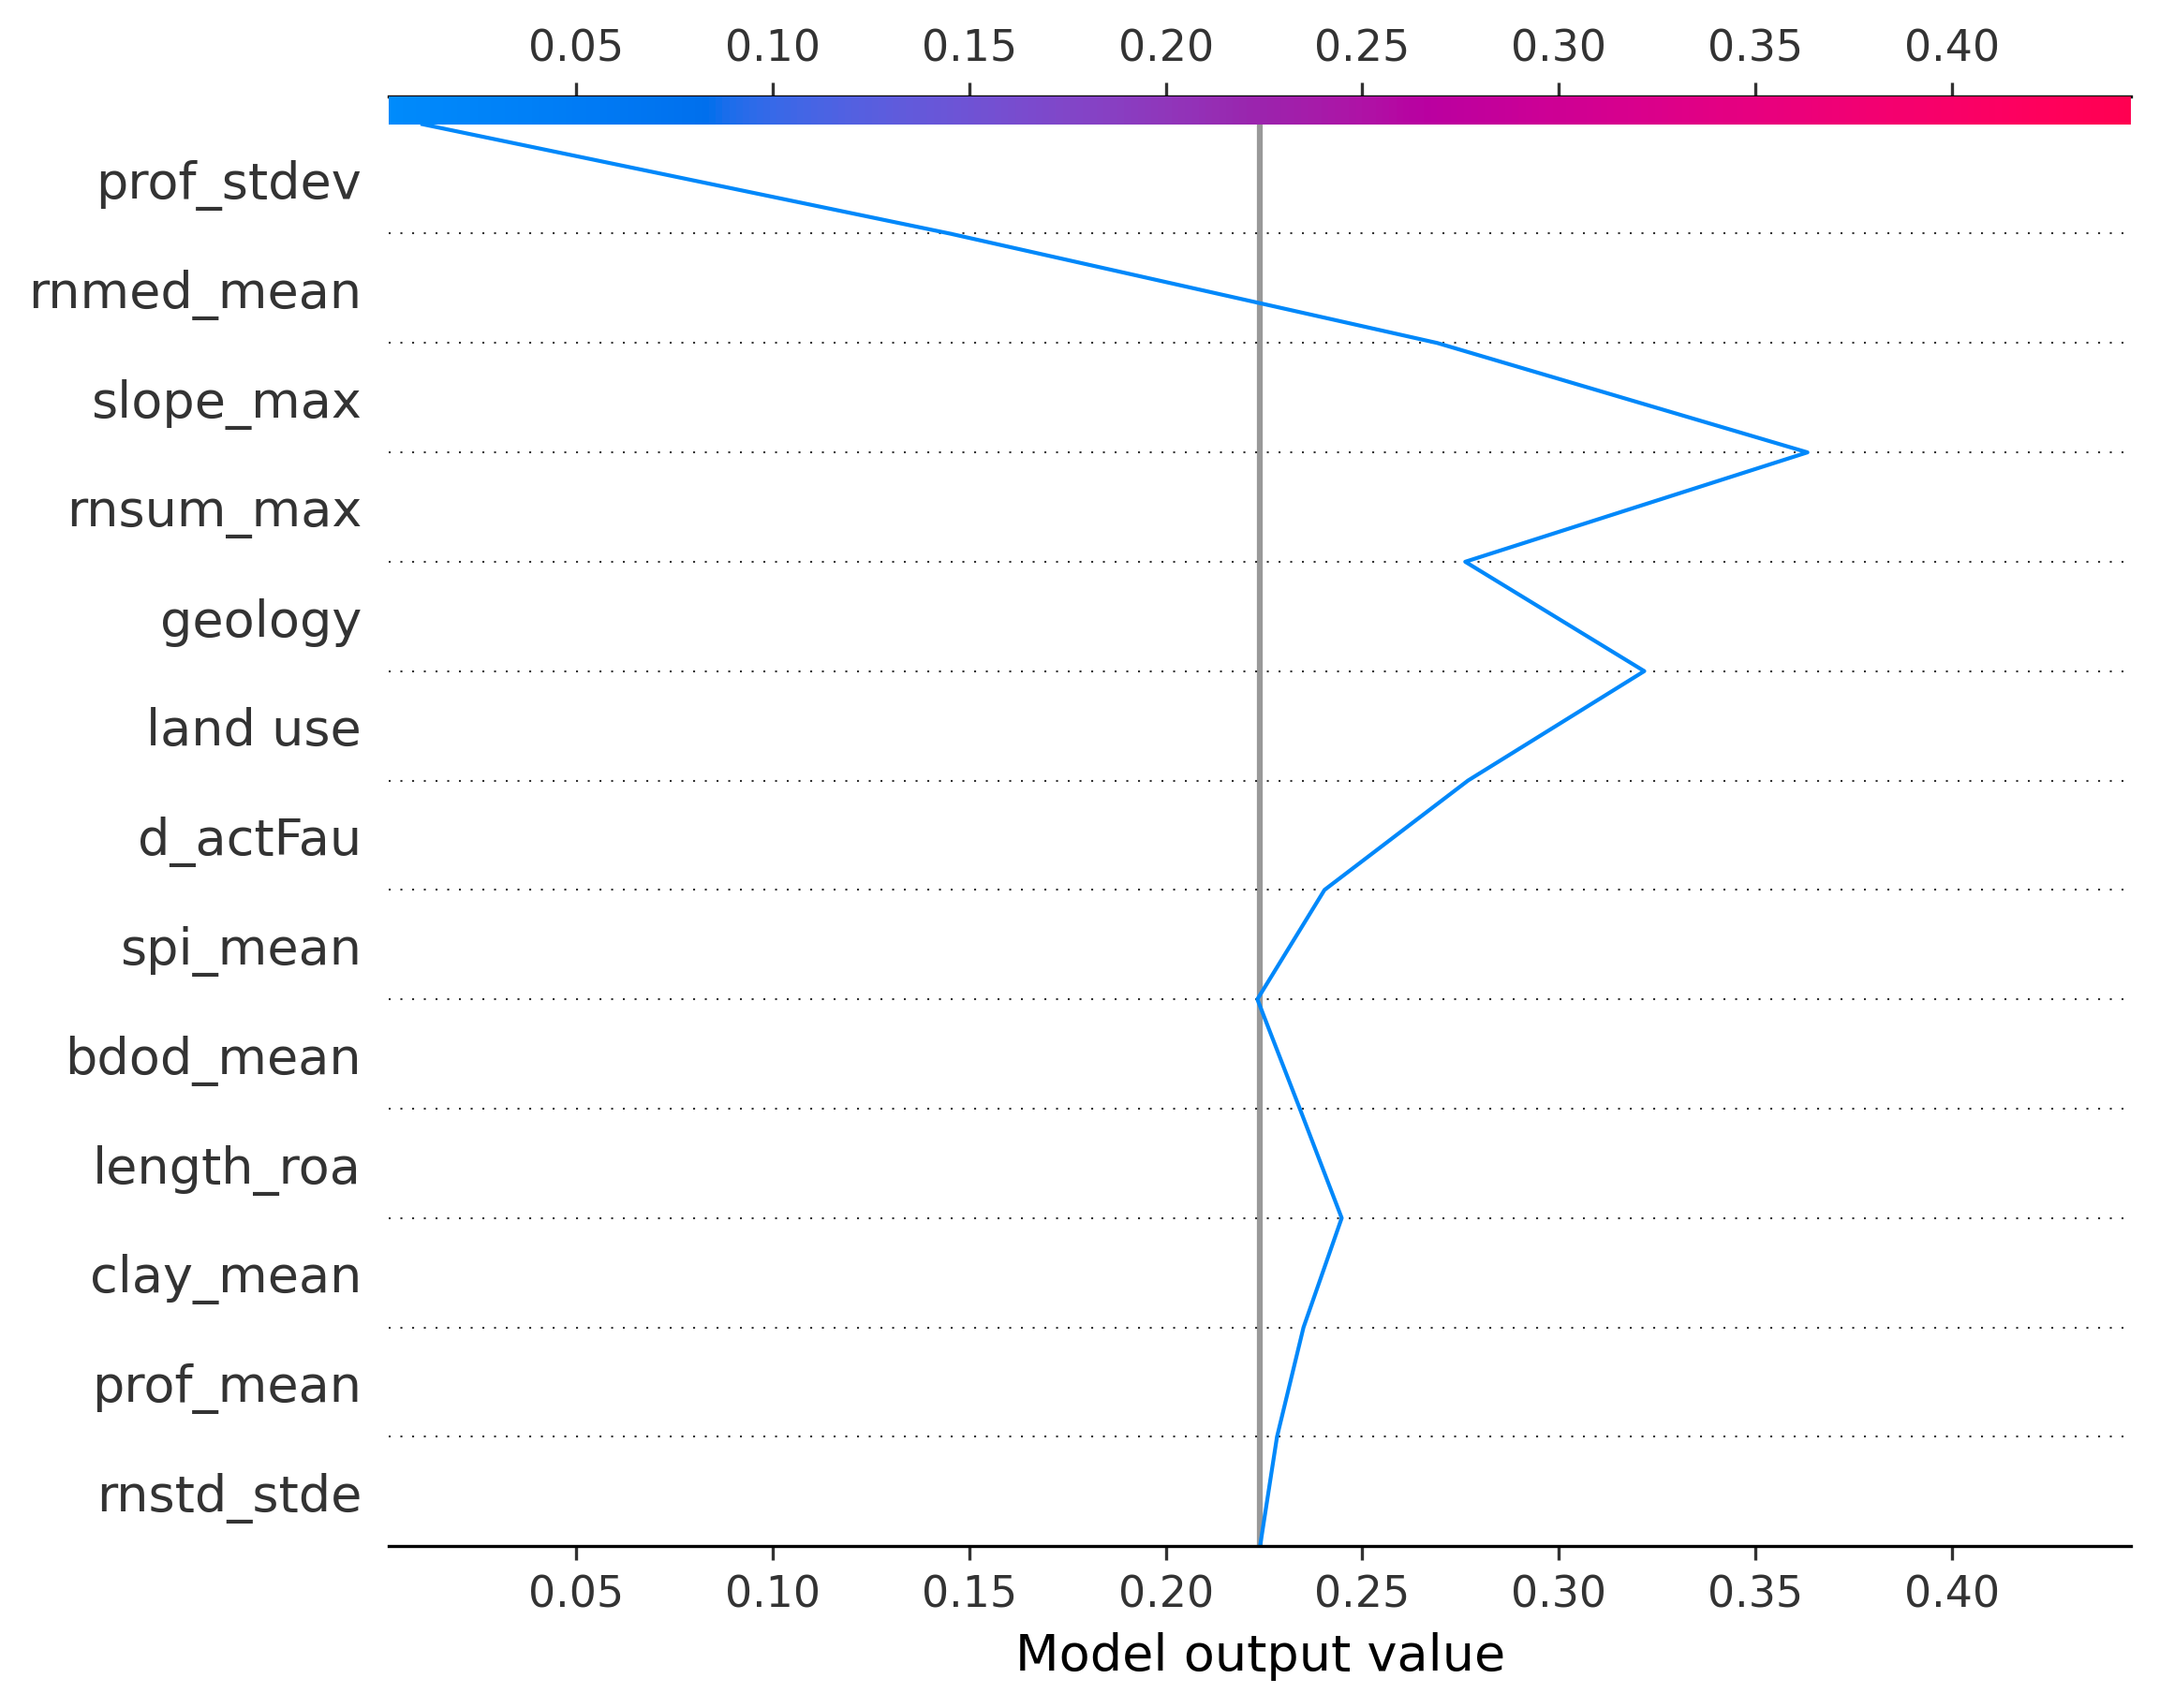 0.05 0.10 0.15 0.20 0.25 0.30 0.35 0.40
prof_stdev
rnmed_mean
slope_max
rnsum_max
geology
land use
d_actFau
spi_mean
bdod_mean
length_roa
clay_mean
prof_mean
rnstd_stde
0.05 0.10 0.15 0.20 0.25 0.30 0.35 0.40
Model output value